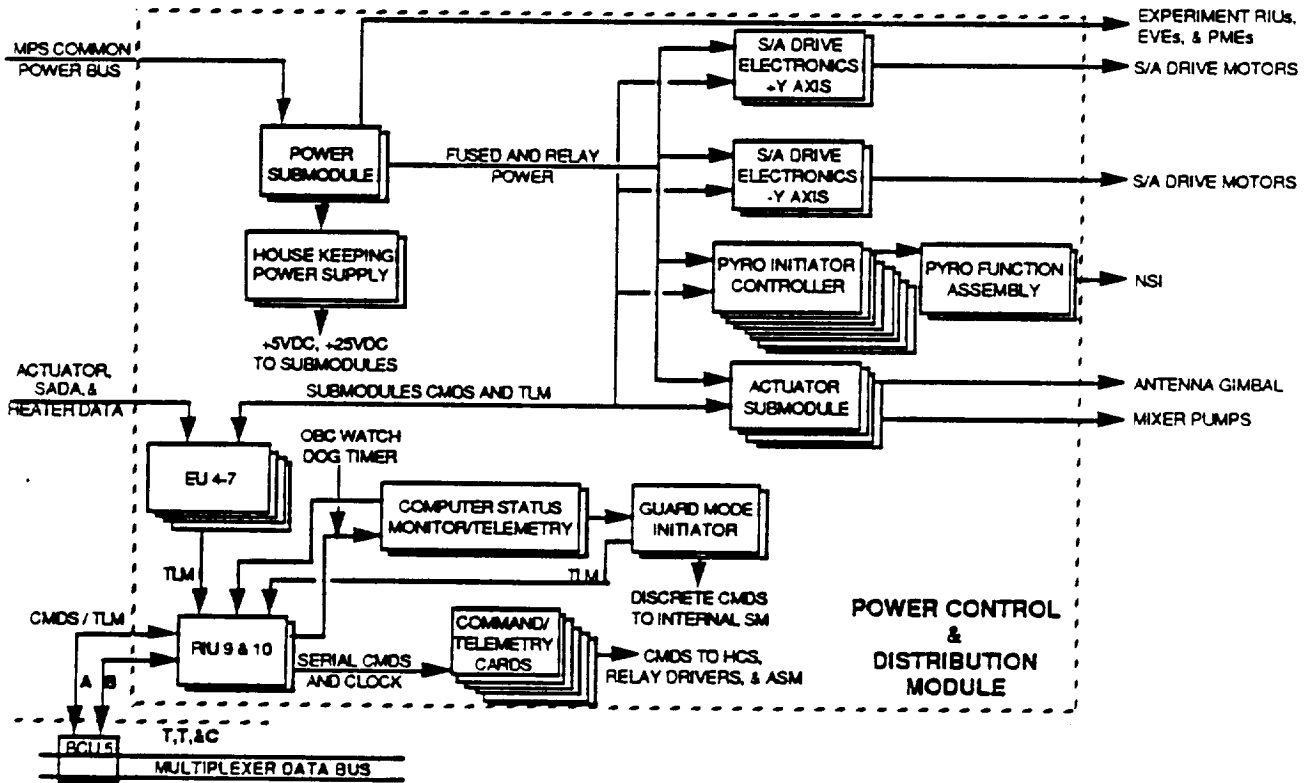 EXPERIMENT RIUs,
EVEs, & PMEs
MPS COMMON
POWER BUS
S/A DRIVE
ELECTRONICS
+Y AXIS
S/A DRIVE MOTORS
POWER
SUBMODULE
FUSED AND RELAY
POWER
S/A DRIVE
ELECTRONICS
-Y AXIS
S/A DRIVE MOTORS
HOUSE KEEPING
POWER SUPPLY
PYRO INITIATOR
CONTROLLER
PYRO FUNCTION
ASSEMBLY
NSI
+5VDC, +25VDC
TO SUBMODULES
ACTUATOR,
SADA, &
HEATER DATA
SUBMODULES CMDS AND TLM
ACTUATOR
SUBMODULE
ANTENNA GIMBAL
MIXER PUMPS
OBC WATCH
DOG TIMER
EU 4-7
COMPUTER STATUS
MONITOR/TELEMETRY
GUARD MODE
INITIATOR
TLM
TLM
DISCRETE CMDS
TO INTERNAL SM
CMDS / TLM
RIU 9 & 10
SERIAL CMDS
AND CLOCK
COMMAND/
TELEMETRY
CARDS
CMDS TO HCS,
RELAY DRIVERS, & ASM
POWER CONTROL
&
DISTRIBUTION
MODULE
A
B
T,T,&C
BCU 5
MULTIPLEXER DATA BUS